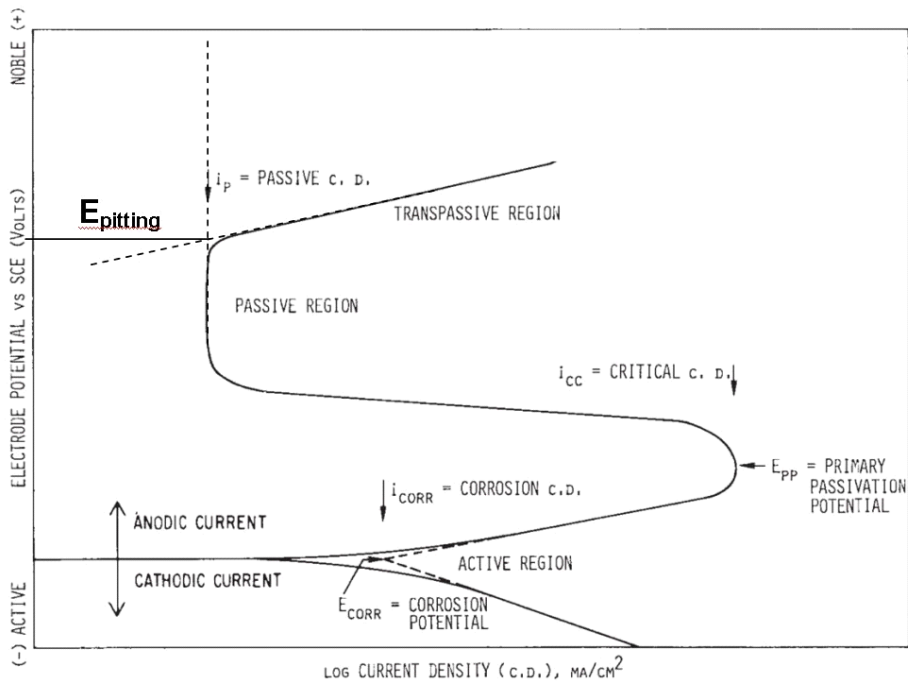 NOBLE (+)
ELECTRODE POTENTIAL vs SCE (VOLTS)
(-) ACTIVE
iP = PASSIVE C. D.
Epitting
TRANSPASSIVE REGION
PASSIVE REGION
iCC = CRITICAL C. D.
EPP = PRIMARY
PASSIVATION
POTENTIAL
iCORR = CORROSION C.D.
ANODIC CURRENT
CATHODIC CURRENT
ACTIVE REGION
ECORR = CORROSION
POTENTIAL
LOG CURRENT DENSITY (C.D.), MA/CM2